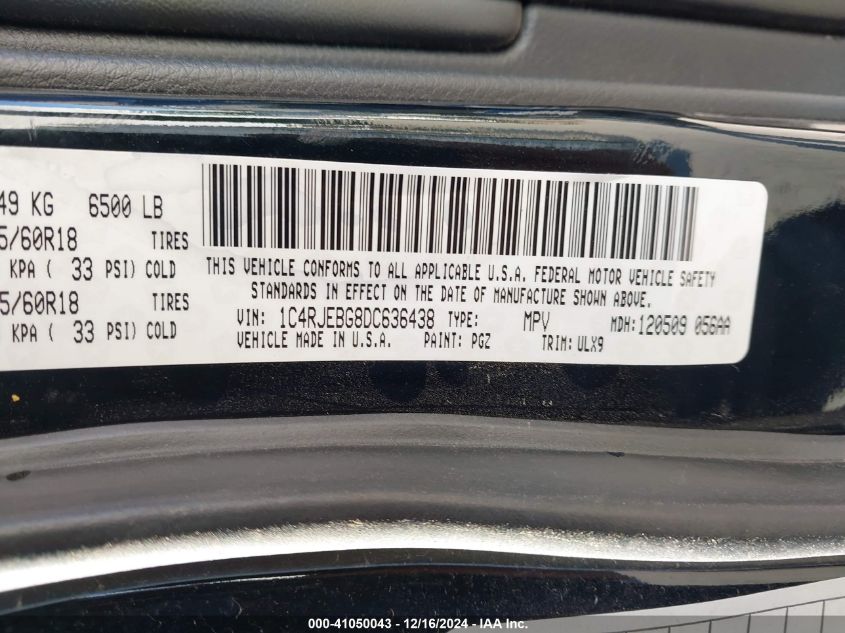 49 KG 6500 LB
5/60R18 TIRES
KPA ( 33 PSI) COLD
5/60R18 TIRES
KPA ( 33 PSI) COLD
THIS VEHICLE CONFORMS TO ALL APPLICABLE U.S.A. FEDERAL MOTOR VEHICLE SAFETY
STANDARDS IN EFFECT ON THE DATE OF MANUFACTURE SHOWN ABOVE.
VIN: 1C4RJEBG8DC636438 TYPE: MPV MDH:120509 056AA
VEHICLE MADE IN U.S.A. PAINT: PGZ TRIM: ULX9
000-41050043 / 12/16/2024 - IAA Inc.